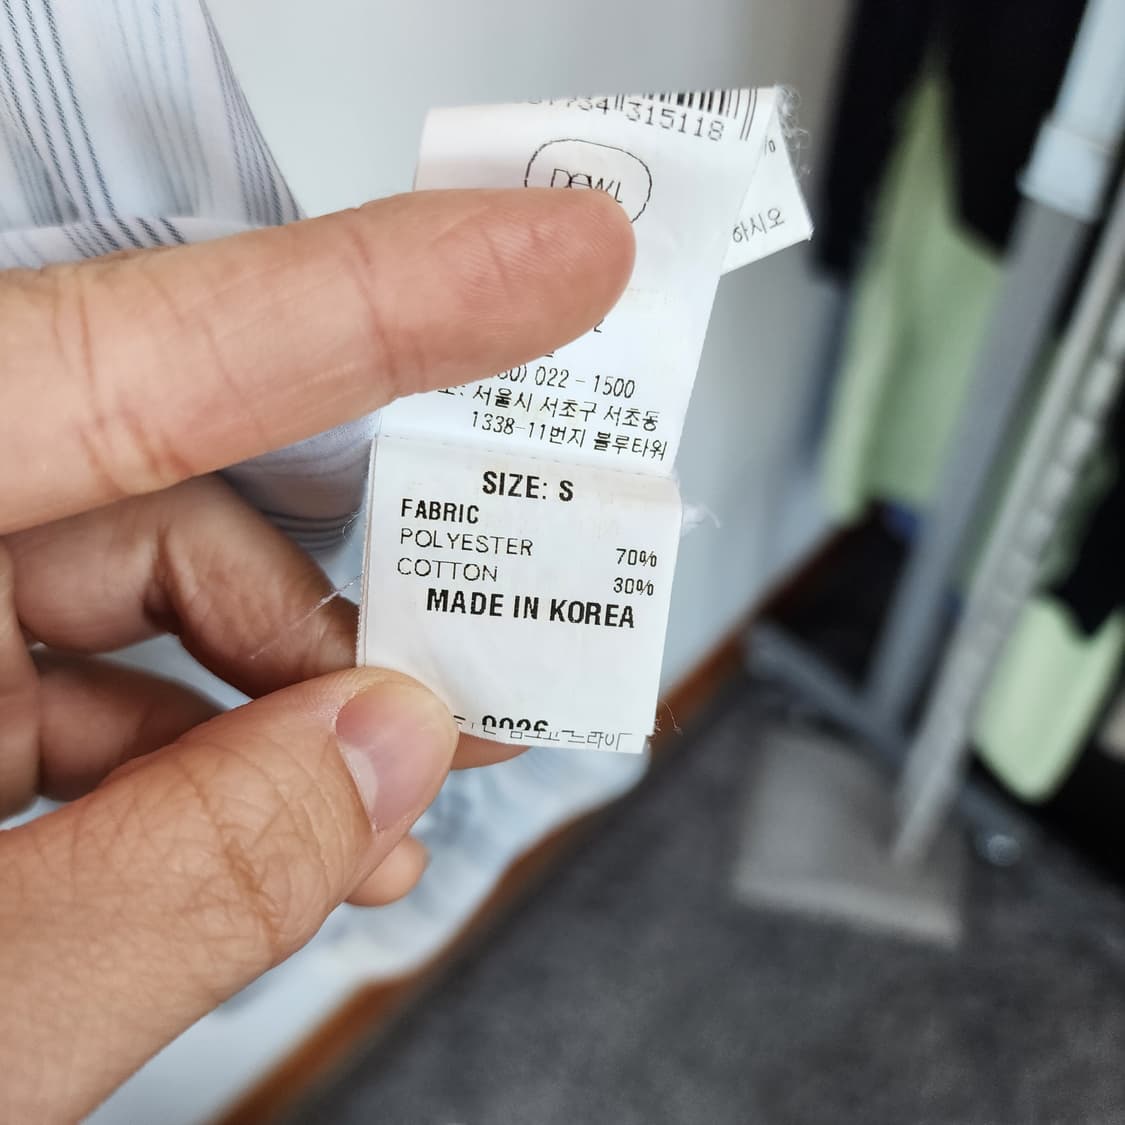 315118
하시오
022-1500
서울시 서초구 서초동
1338-11번지 블루타워
SIZE: S
FABRIC
POLYESTER 70%
COTTON 30%
MADE IN KOREA